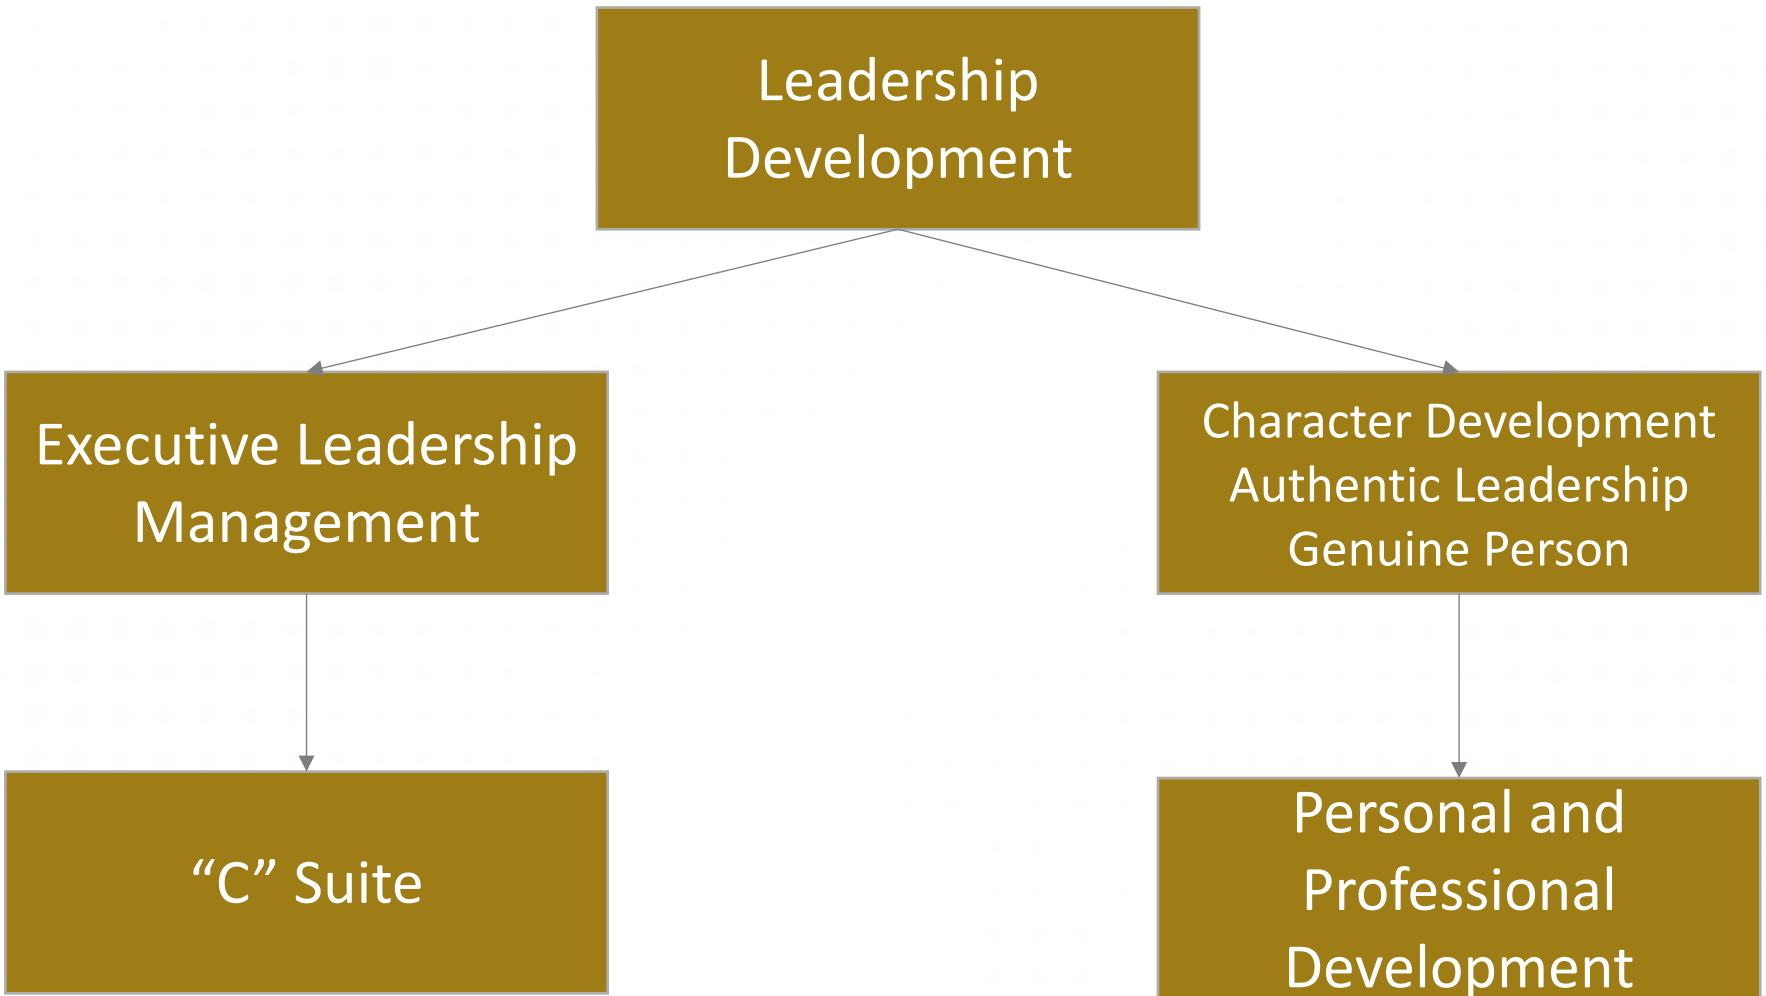 Leadership
Development
Executive Leadership
Management
Character Development
Authentic Leadership
Genuine Person
“C” Suite
Personal and
Professional
Development